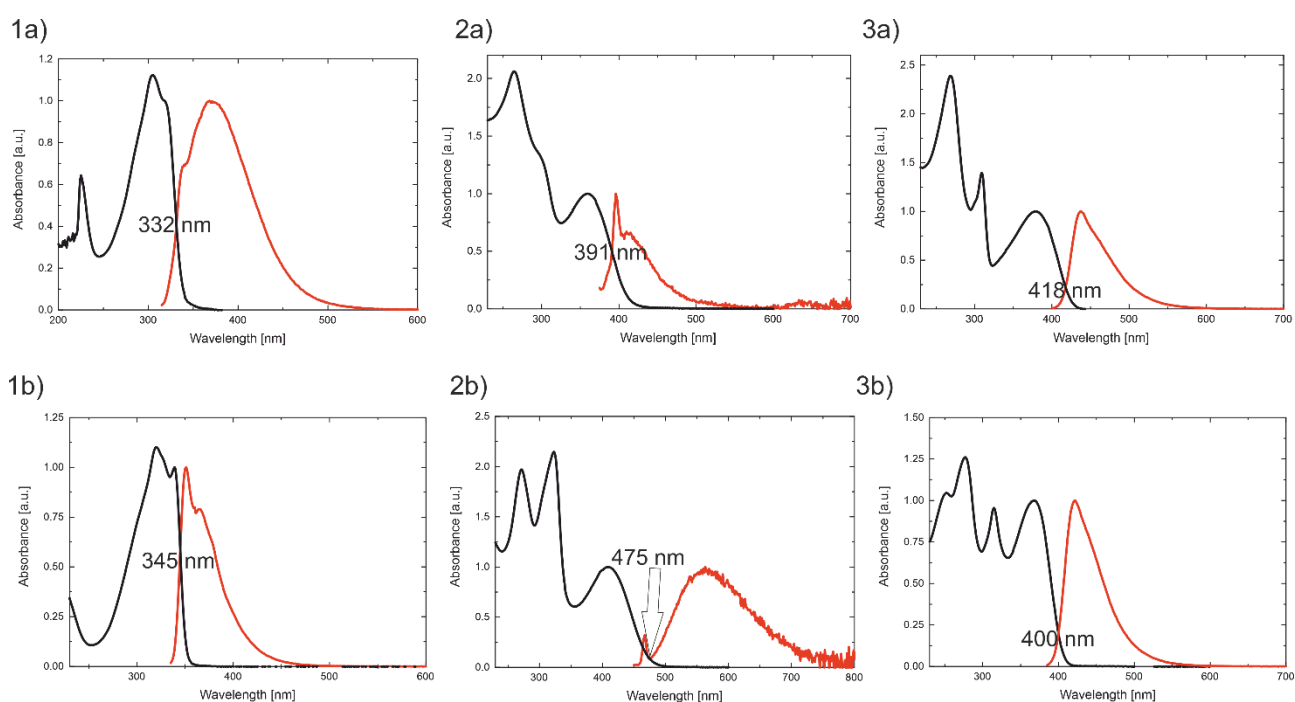 1a)
2a)
3a)
Absorbance [a.u.]
1.2
1.0
0.8
0.6
0.4
0.2
0.0
332 nm
200 300 400 500 600
Wavelength [nm]
Absorbance [a.u.]
2.0
1.5
1.0
0.5
0.0
391 nm
300 400 500 600 700
Wavelength [nm]
Absorbance [a.u.]
2.5
2.0
1.5
1.0
0.5
0.0
418 nm
300 400 500 600 700
Wavelength [nm]
1b)
2b)
3b)
Absorbance [a.u.]
1.25
1.00
0.75
0.50
0.25
0.00
345 nm
300 400 500 600
Wavelength [nm]
Absorbance [a.u.]
2.5
2.0
1.5
1.0
0.5
0.0
475 nm
300 400 500 600 700 800
Wavelength [nm]
Absorbance [a.u.]
1.50
1.25
1.00
0.75
0.50
0.25
0.00
400 nm
300 400 500 600 700
Wavelength [nm]